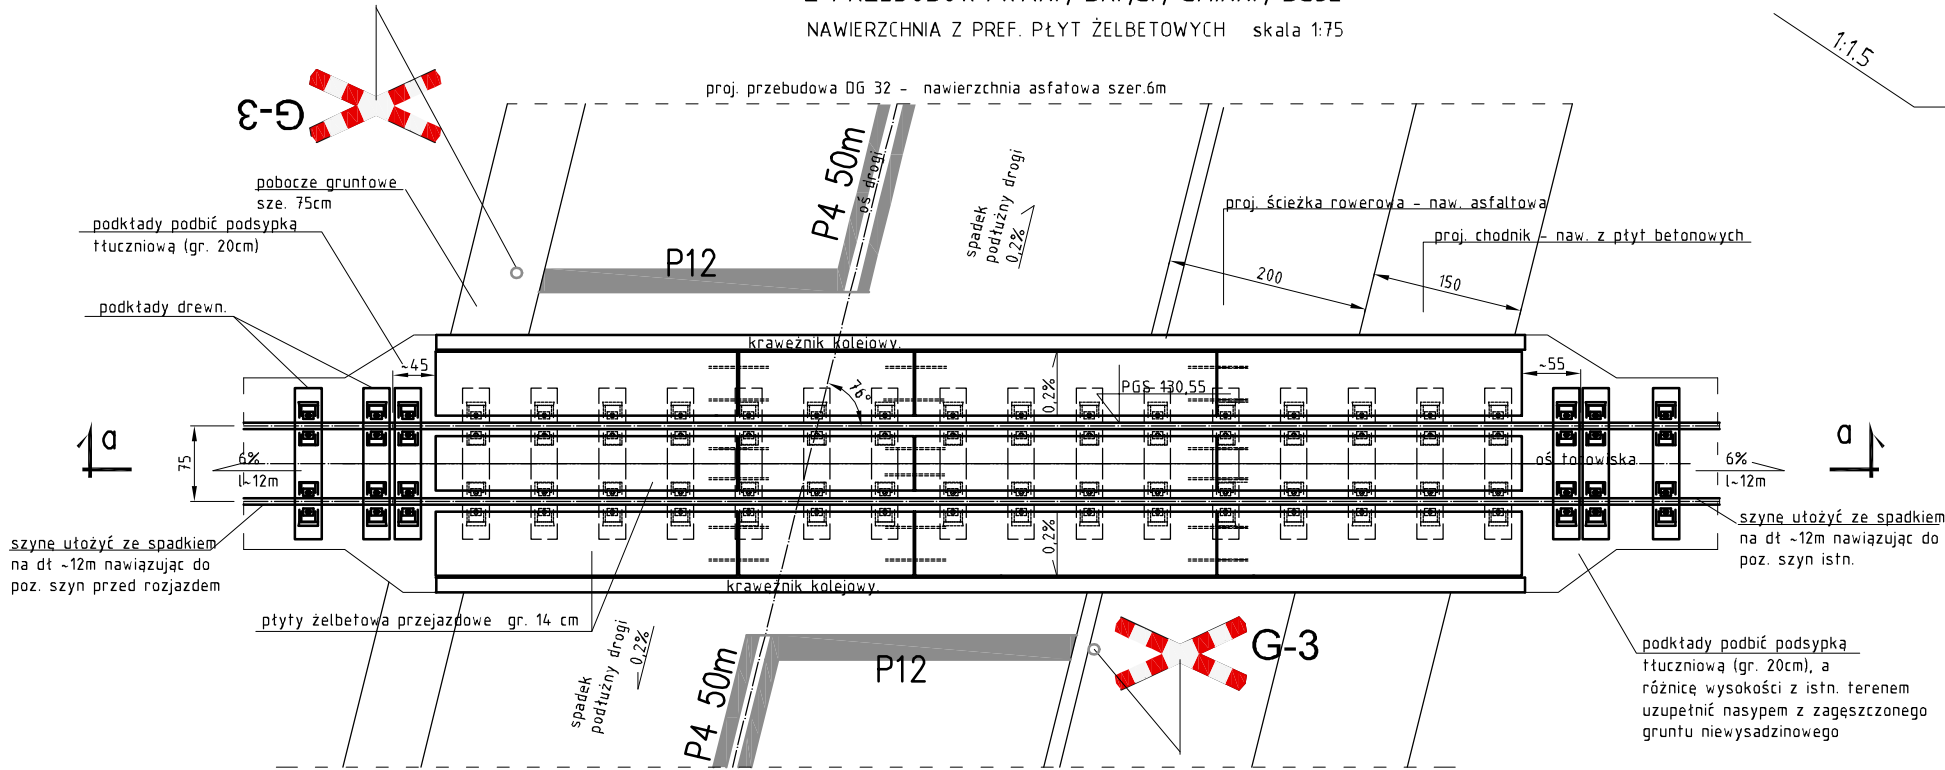 NAWIERZCHNIA Z PREF. PŁYT ŻELBETOWYCH skala 1:75
1:1.5
proj. przebudowa DG 32 - nawierzchnia asfatowa szer.6m
G-3
P4 50m
oś drogi
spadek
podłużny drogi
0,2%
pobocze gruntowe
sze. 75cm
podkłady podbić podsypką
tłuczniową (gr. 20cm)
proj. ścieżka rowerowa - naw. asfaltowa
proj. chodnik - naw. z płyt betonowych
P12
200
150
podkłady drewn.
krawężnik kolejowy.
~45
~55
76°
0,2%
PGS 130,55
a
a
75
6%
l~12m
oś torowiska
6%
l~12m
szynę ułożyć ze spadkiem
na dł ~12m nawiązując do
poz. szyn przed rozjazdem
szynę ułożyć ze spadkiem
na dł ~12m nawiązując do
poz. szyn istn.
0,2%
krawężnik kolejowy.
płyty żelbetowa przejazdowe gr. 14 cm
spadek
podłużny drogi
0,2%
P4 50m
P12
G-3
podkłady podbić podsypką
tłuczniową (gr. 20cm), a
różnicę wysokości z istn. terenem
uzupełnić nasypem z zagęszczonego
gruntu niewysadzinowego